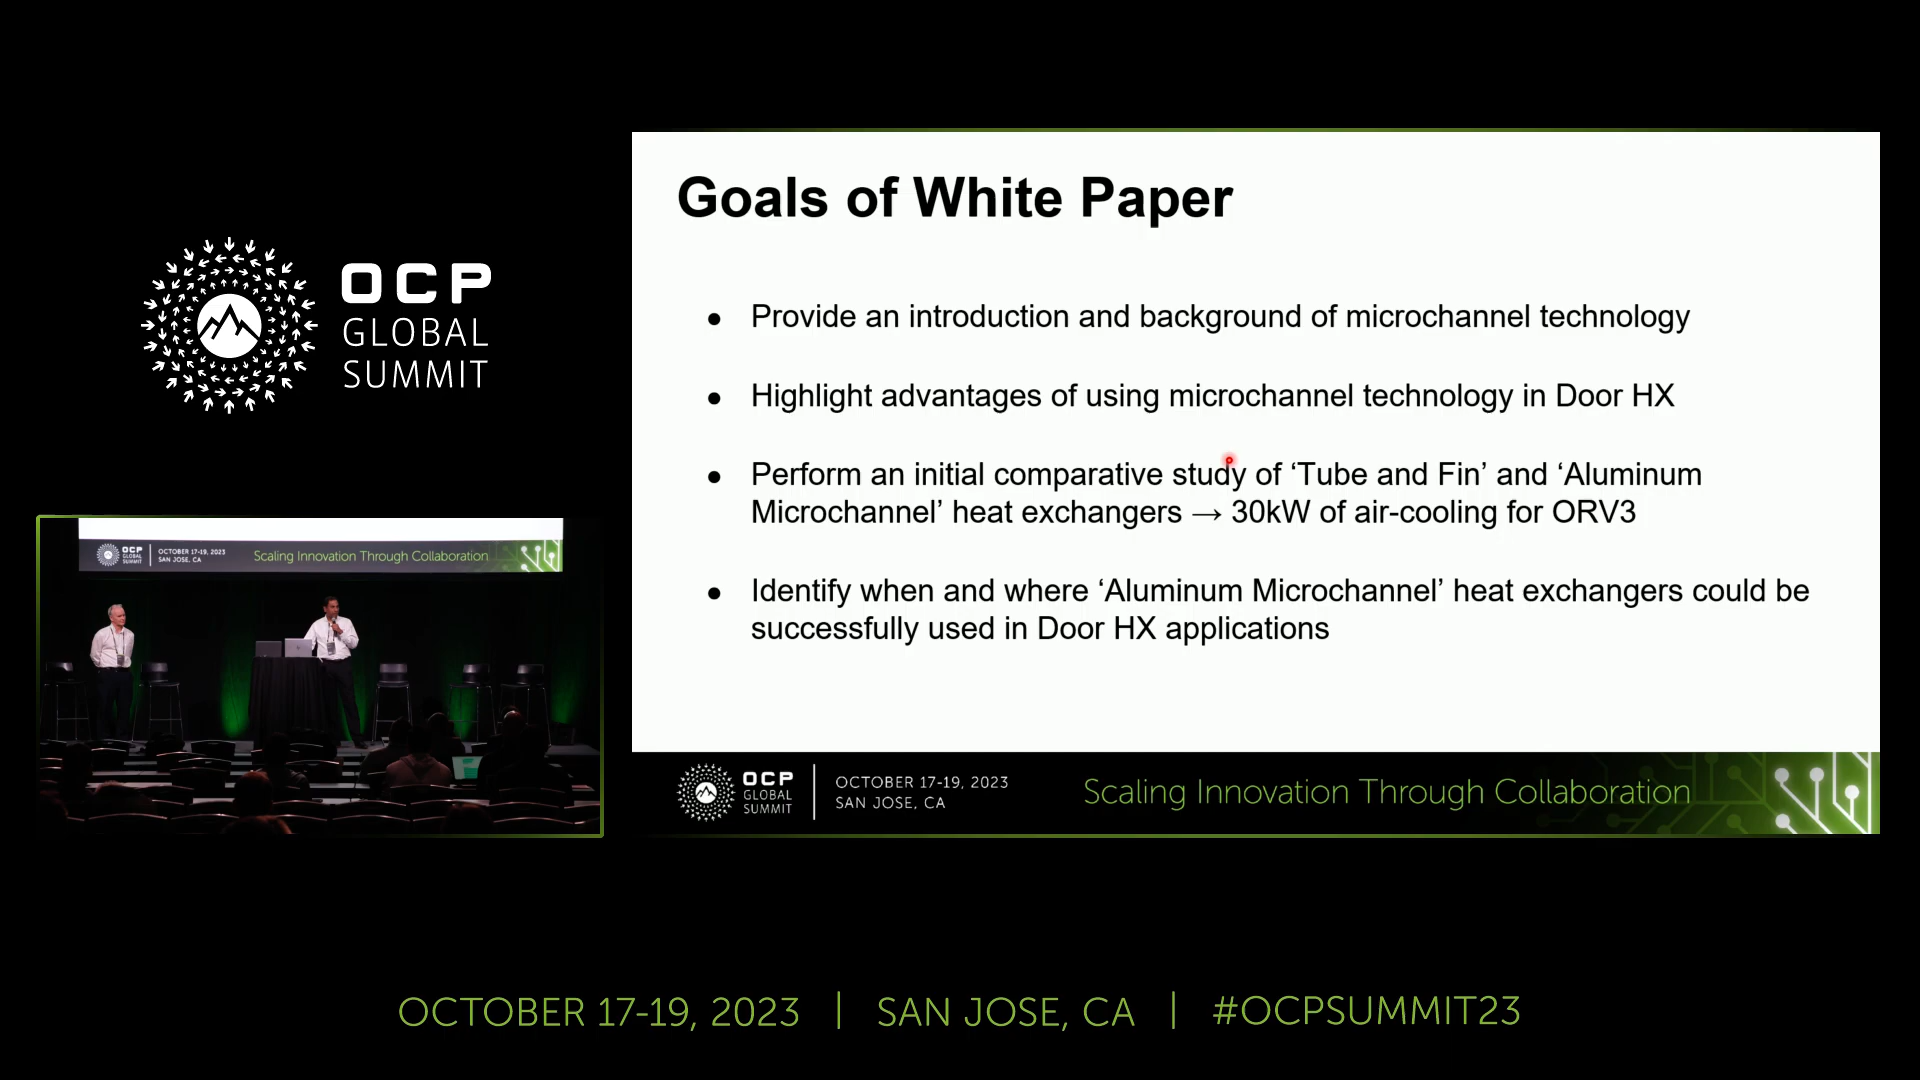 OCP
GLOBAL
SUMMIT
OCP
GLOBAL
SUMMIT
OCTOBER 17-19, 2023
SAN JOSE, CA
Scaling Innovation Through Collaboration
Goals of White Paper
● Provide an introduction and background of microchannel technology
● Highlight advantages of using microchannel technology in Door HX
● Perform an initial comparative study of ‘Tube and Fin’ and ‘Aluminum
Microchannel’ heat exchangers → 30kW of air-cooling for ORV3
● Identify when and where ‘Aluminum Microchannel’ heat exchangers could be
successfully used in Door HX applications
OCP
GLOBAL
SUMMIT
OCTOBER 17-19, 2023
SAN JOSE, CA
Scaling Innovation Through Collaboration
OCTOBER 17-19, 2023 | SAN JOSE, CA | #OCPSUMMIT23